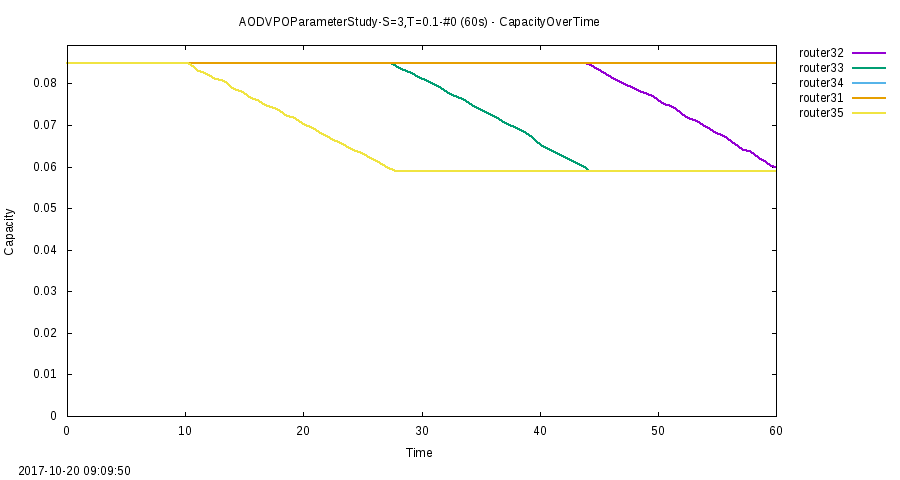 AODVPOParameterStudy-S=3,T=0.1-#0 (60s) - CapacityOverTime
router32
router33
router34
router31
router35
0.08
0.07
0.06
0.05
0.04
0.03
0.02
0.01
0
Capacity
0 10 20 30 40 50 60
Time
2017-10-20 09:09:50